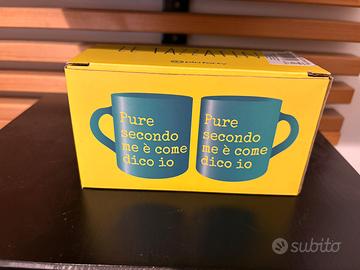 Pure
secondo
me è come
dico io
Pure
secondo
me è come
dico io
subito